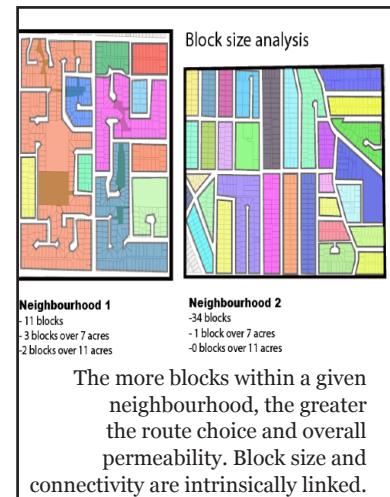 Block size analysis
Neighbourhood 1
- 11 blocks
- 3 blocks over 7 acres
-2 blocks over 11 acres
Neighbourhood 2
-34 blocks
- 1 block over 7 acres
-0 blocks over 11 acres
The more blocks within a given
neighbourhood, the greater
the route choice and overall
permeability. Block size and
connectivity are intrinsically linked.